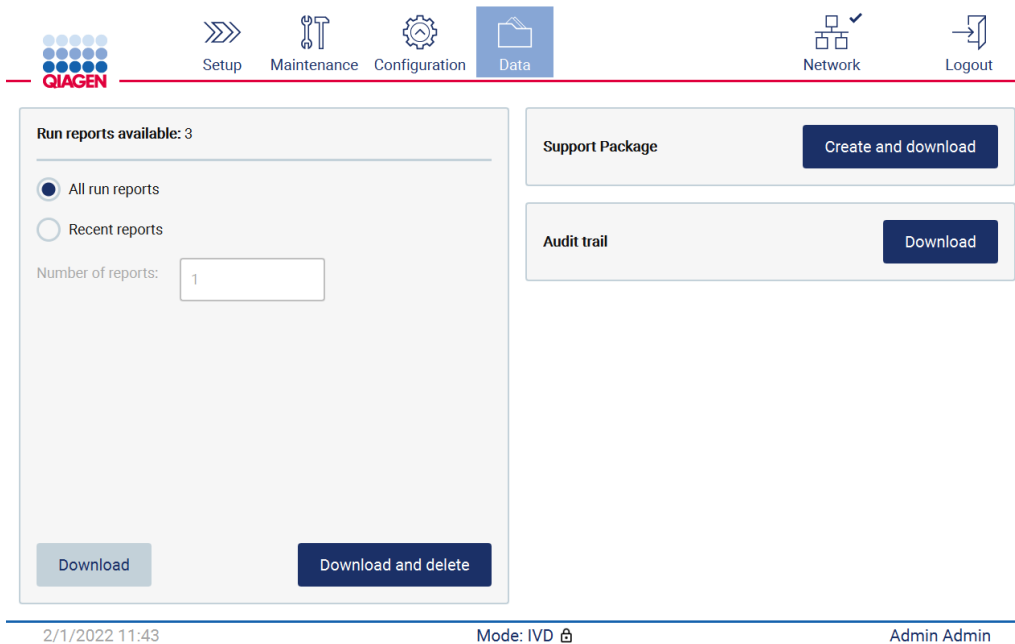 QIAGEN
Setup
Maintenance
Configuration
Data
Network
Logout
Run reports available: 3
All run reports
Recent reports
Number of reports: 1
Download
Download and delete
Support Package
Create and download
Audit trail
Download
2/1/2022 11:43
Mode: IVD
Admin Admin